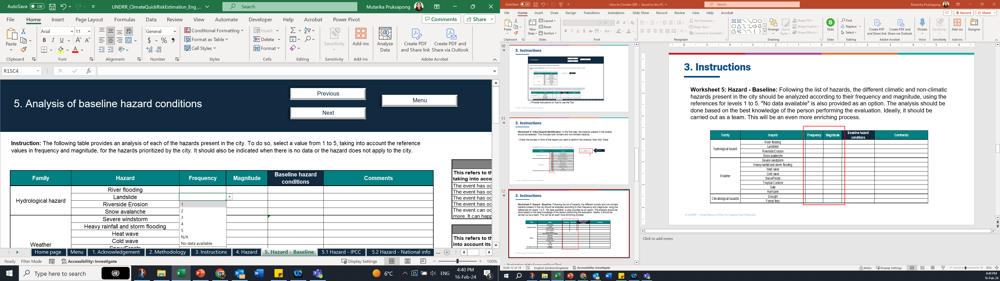 AutoSave Off UNDRR_ClimateQuickRiskEstimation_Eng_... Search Mutarika Pruksapong
File Home Insert Page Layout Formulas Data Review View Automate Developer Help Acrobat Power Pivot Comments Share
Arial 11 General Conditional Formatting Insert
Paste Format as Table Delete Sensitivity Add-ins Analyze Data Create PDF and Share link Create PDF and Share via Outlook
Cell Styles Format
Clipboard Font Alignment Number Styles Cells Editing Sensitivity Add-ins Adobe Acrobat
R15C4 fx
5. Analysis of baseline hazard conditions
Previous
Menu
Next
Instruction: The following table provides an analysis of each of the hazards present in the city. To do so, select a value from 1 to 5, taking into account the reference
values in frequency and magnitude, for the hazards prioritized by the city. It should also be indicated when there is no data or the hazard does not apply to the city.
Family Hazard Frequency Magnitude Baseline hazard conditions Comments
Hydrological hazard
River flooding
Landslide
Riverside Erosion
Snow avalanche
Weather
Severe windstorm
Heavy rainfall and storm flooding
Heat wave
Cold wave
Snow/Frosts
1
2
3
4
5
N/A
No data available
This refers to th
taking into acco
The event has oc
The event has oc
The event has oc
The event has oc
The event can oc
more. It can happ
This refers to th
into account its
Home page Menu 1. Acknowledgement 2. Methodology 3. Instructions 4. Hazard 5. Hazard - Baseline 5.1 Hazard - IPCC 5.2 Hazard - National info ...
Ready Filter Mode Accessibility: Investigate Display Settings 100%
Type here to search 6°C ENG 4:40 PM
16-Feb-24 5
AutoSave Off Intro to Climate QRE • Saved to this PC Search Mutarika Pruksapong
File Home Insert Draw Design Transitions Animations Slide Show Record Review View Help Acrobat Record Share
Paste New Slide Layout Reset Section 18 Text Direction Align Text Convert to SmartArt Arrange Quick Styles Shape Fill Shape Outline Shape Effects Slido Find Replace Select Create PDF and Share link Create PDF and Share via Outlook Dictate Sensitivity Add-ins Designer
Clipboard Slides Font Paragraph Drawing Slido Editing Adobe Acrobat Voice Sensitivity Add-ins
10
3. Instructions
– Provide instructions on how to use the Tool
11
3. Instructions
Worksheet 4: Initial Hazard Identification. In this first step, the hazards present in the locality
should be selected. This includes both climatic and non-climatic hazards.
- Check the box(es) in front of the hazard you want to perform the analysis, then click 'Save'
2
1
12
3. Instructions
Worksheet 5: Hazard - Baseline: Following the list of hazards, the different climatic and non-climatic
hazards present in the city should be analyzed according to their frequency and magnitude, using the
references for levels 1 to 5. "No data available" is also provided as an option. The analysis should be
done based on the best knowledge of the person performing the evaluation. Ideally, it should be
carried out as a team. This will be an even more enriching process.
3. Instructions
Worksheet 5: Hazard - Baseline: Following the list of hazards, the different climatic and non-climatic
hazards present in the city should be analyzed according to their frequency and magnitude, using the
references for levels 1 to 5. "No data available" is also provided as an option. The analysis should be
done based on the best knowledge of the person performing the evaluation. Ideally, it should be
carried out as a team. This will be an even more enriching process.
Family Hazard Frequency Magnitude Baseline hazard conditions Comments
Hydrological hazard
River flooding
Landslide
Riverside Erosion
Snow avalanche
Weather
Severe windstorm
Heavy rainfall and storm flooding
Heat wave
Cold wave
Snow/Frosts
Tropical Cyclone
Gale
Hurricane
Climatological hazards
Drought
Forest fires
© UNDRR – United Nations Office for Disaster Risk Reduction
Click to add notes
Slide 12 of 19 English (United Kingdom) Accessibility: Investigate Notes Display Settings 92%
4:40 PM
16-Feb-24